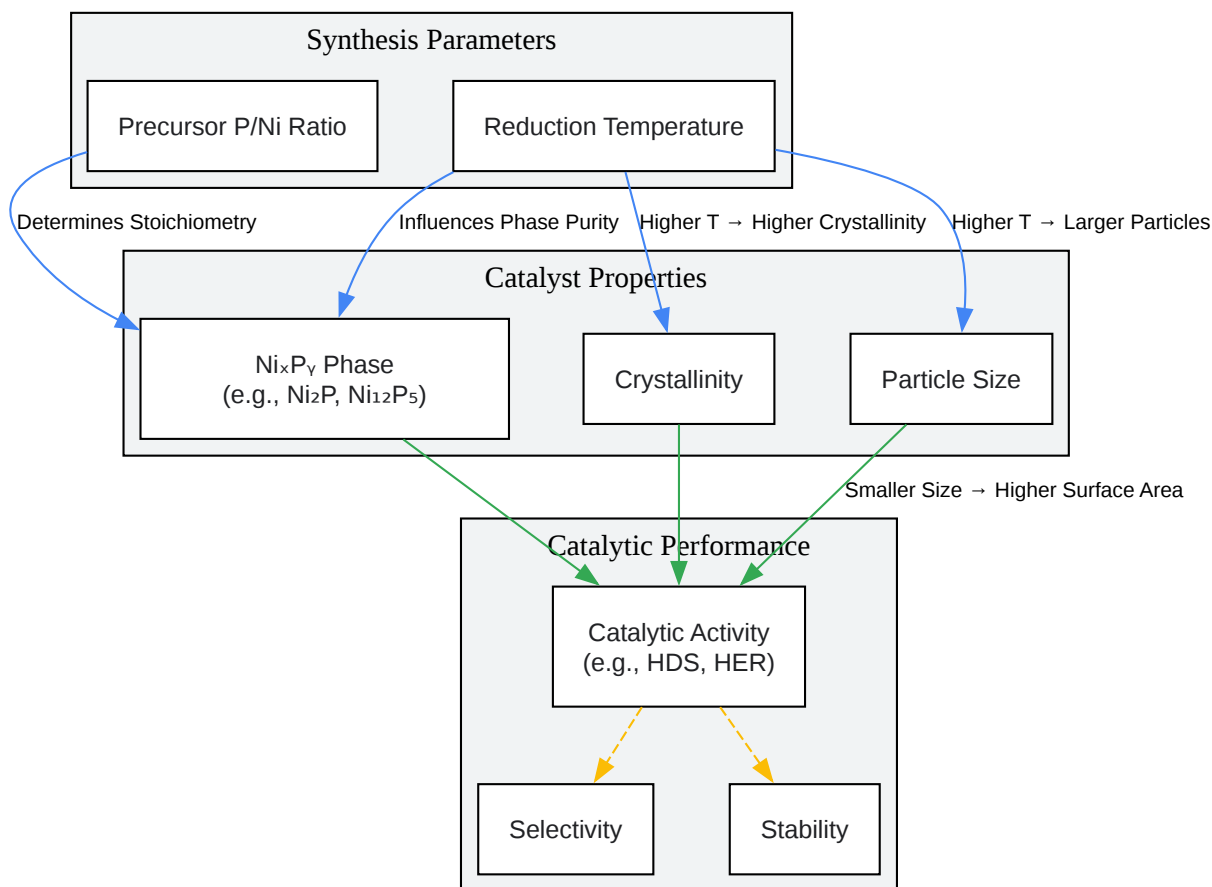 Synthesis Parameters
Precursor P/Ni Ratio
Reduction Temperature
Determines Stoichiometry
Influences Phase Purity
Higher T → Higher Crystallinity
Higher T → Larger Particles
Catalyst Properties
NiₓPᵧ Phase
(e.g., Ni₂P, Ni₁₂P₅)
Crystallinity
Particle Size
Smaller Size → Higher Surface Area
Catalytic Performance
Catalytic Activity
(e.g., HDS, HER)
Selectivity
Stability